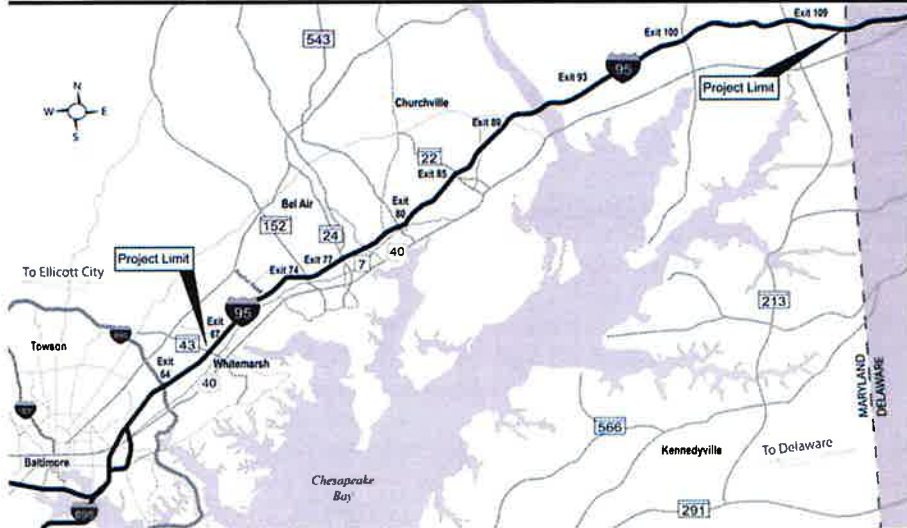 Exit 109
Exit 100
543
95
Exit 93
Project Limit
N
W
E
S
Churchville
Exit 89
22
Exit 85
Bel Air
Exit
80
152
24
40
Project Limit
Exit 77
7
To Ellicott City
Exit 74
213
95
Exit
67
43
Towson
Whitemarsh
Exit
64
40
MARYLAND
DELAWARE
566
Kennedyville
To Delaware
Baltimore
Chesapeake
Bay
291